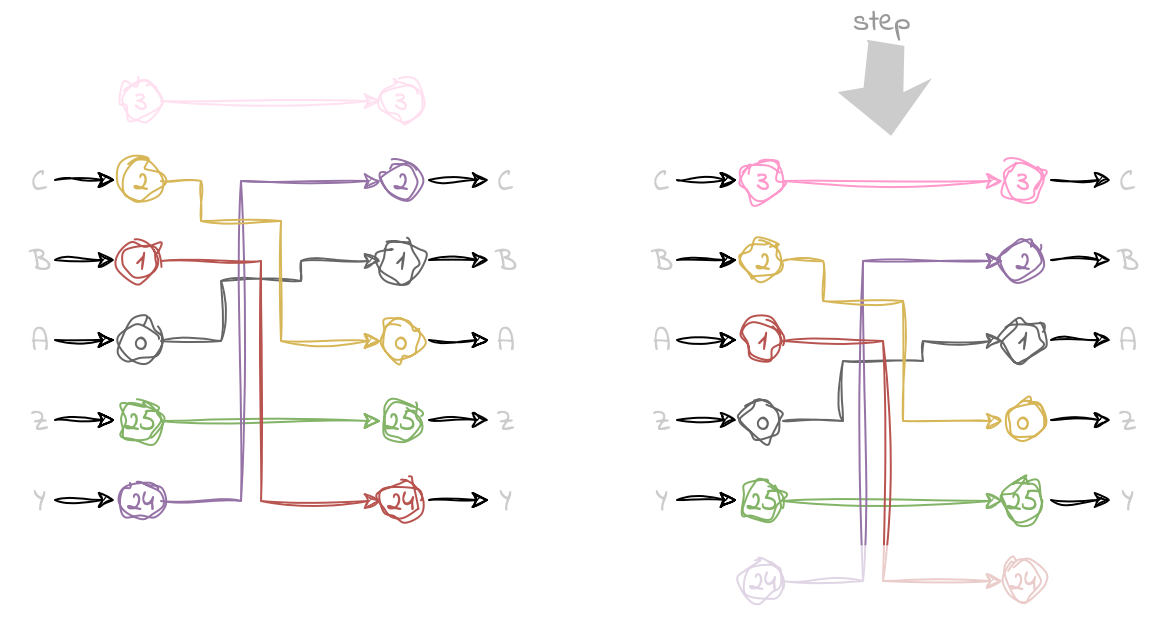 step
3 3
C 2 2 C C 3 3 C
B 1 1 B B 2 2 B
A 0 0 A A 1 1 A
Z 25 25 Z Z 0 0 Z
Y 24 24 Y Y 25 25 Y
24 24